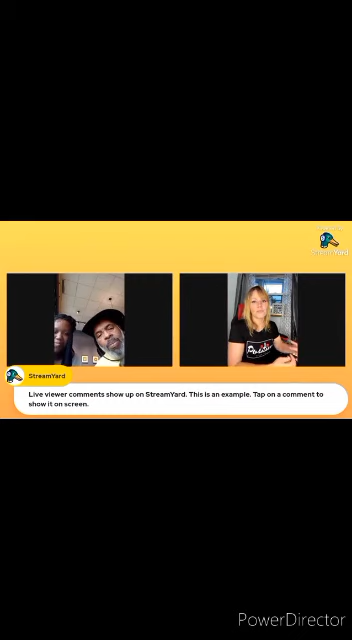 StreamYard
StreamYard
Live viewer comments show up on StreamYard. This is an example. Tap on a comment to
show it on screen.
PowerDirector